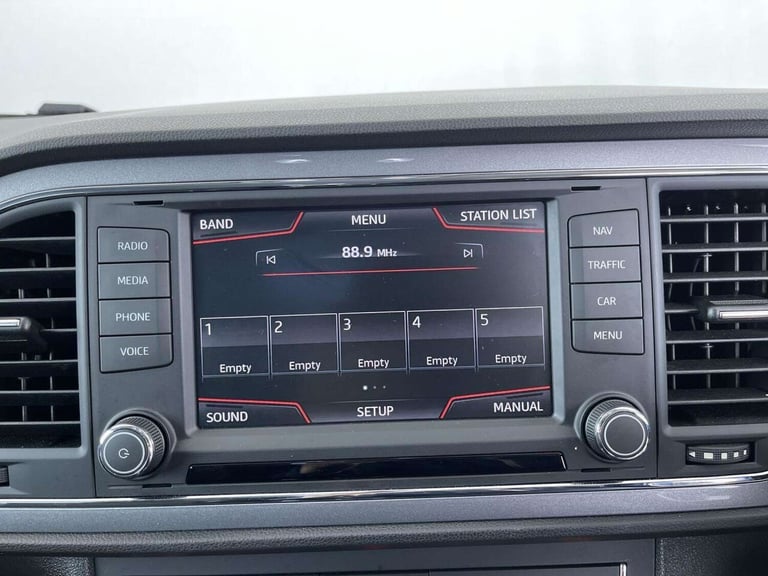 BAND
MENU
STATION LIST
88.9 MHz
1
2
3
4
5
Empty
Empty
Empty
Empty
Empty
SOUND
SETUP
MANUAL
RADIO
MEDIA
PHONE
VOICE
NAV
TRAFFIC
CAR
MENU